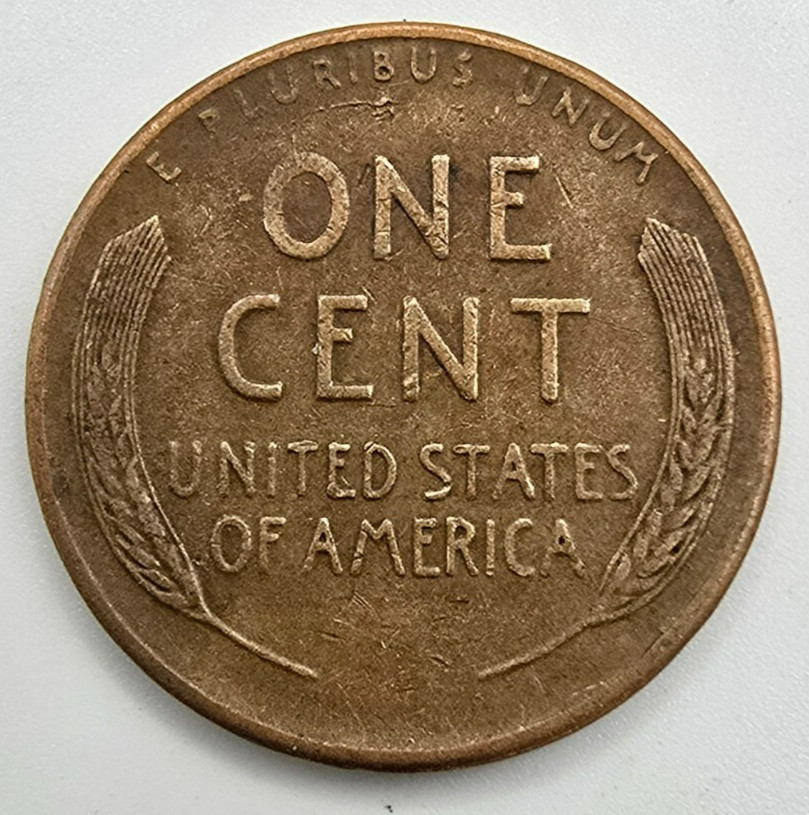 E PLURIBUS UNUM
ONE
CENT
UNITED STATES
OF AMERICA